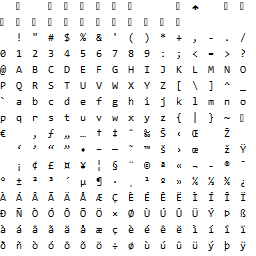 ! " # $ % & ' ( ) * + , - . /
0 1 2 3 4 5 6 7 8 9 : ; < = > ?
@ A B C D E F G H I J K L M N O
P Q R S T U V W X Y Z [ \ ] ^ _
` a b c d e f g h i j k l m n o
p q r s t u v w x y z { | } ~
€ ‚ ƒ „ … † ‡ ˆ ‰ Š ‹ Œ Ž
‘ ’ “ ” • – — ˜ ™ š › œ ž Ÿ
¡ ¢ £ ¤ ¥ ¦ § ¨ © ª « ¬ - ® ¯
° ± ² ³ ´ µ ¶ · ¸ ¹ º » ¼ ½ ¾ ¿
À Á Â Ã Ä Å Æ Ç È É Ê Ë Ì Í Î Ï
Ð Ñ Ò Ó Ô Õ Ö × Ø Ù Ú Û Ü Ý Þ ß
à á â ã ä å æ ç è é ê ë ì í î ï
ð ñ ò ó ô õ ö ÷ ø ù ú û ü ý þ ÿ